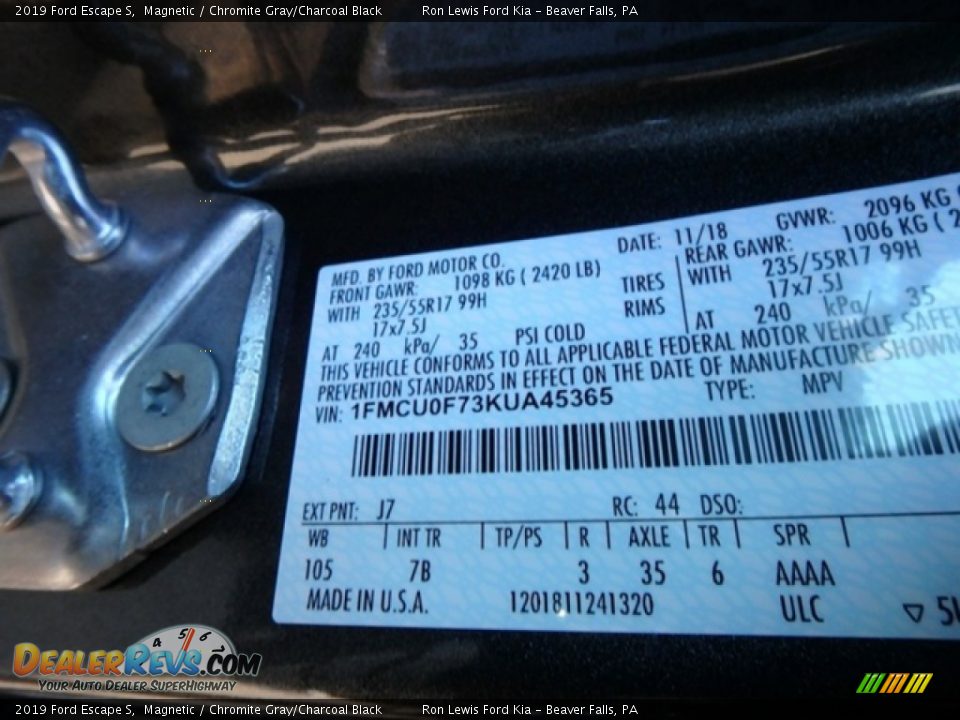 2019 Ford Escape S, Magnetic / Chromite Gray/Charcoal Black Ron Lewis Ford Kia - Beaver Falls, PA
MFD. BY FORD MOTOR CO. DATE: 11/18 GVWR: 2096 KG
FRONT GAWR: 1098 KG ( 2420 LB) REAR GAWR: 1006 KG ( 2
WITH 235/55R17 99H TIRES WITH 235/55R17 99H
17x7.5J RIMS 17x7.5J
AT 240 kPa/ 35 PSI COLD AT 240 kPa/ 35
THIS VEHICLE CONFORMS TO ALL APPLICABLE FEDERAL MOTOR VEHICLE SAFET
PREVENTION STANDARDS IN EFFECT ON THE DATE OF MANUFACTURE SHOWN
VIN: 1FMCU0F73KUA45365 TYPE: MPV
EXT PNT: J7 RC: 44 DSO:
WB INT TR TP/PS R AXLE TR SPR
105 7B 3 35 6 AAAA
MADE IN U.S.A. 1201811241320 ULC
DEALERREVS.COM
YOUR AUTO DEALER SUPERHIGHWAY
4 5 6
2019 Ford Escape S, Magnetic / Chromite Gray/Charcoal Black Ron Lewis Ford Kia - Beaver Falls, PA